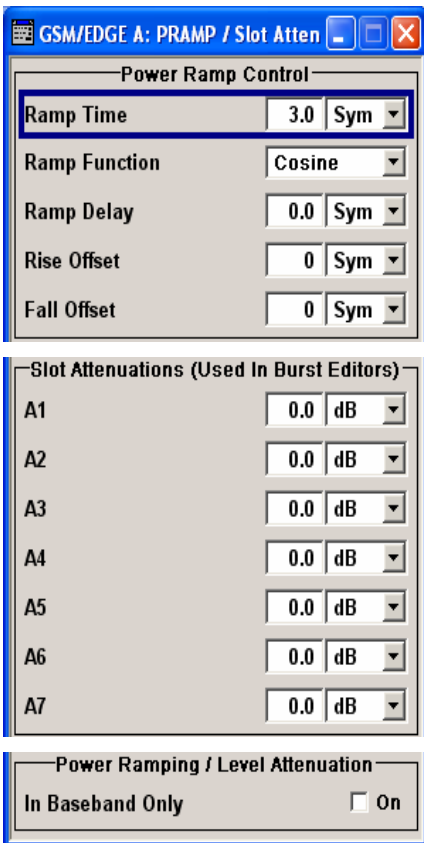 GSM/EDGE A: PRAMP / Slot Atten
Power Ramp Control
Ramp Time 3.0 Sym
Ramp Function Cosine
Ramp Delay 0.0 Sym
Rise Offset 0 Sym
Fall Offset 0 Sym
Slot Attenuations (Used In Burst Editors)
A1 0.0 dB
A2 0.0 dB
A3 0.0 dB
A4 0.0 dB
A5 0.0 dB
A6 0.0 dB
A7 0.0 dB
Power Ramping / Level Attenuation
In Baseband Only On